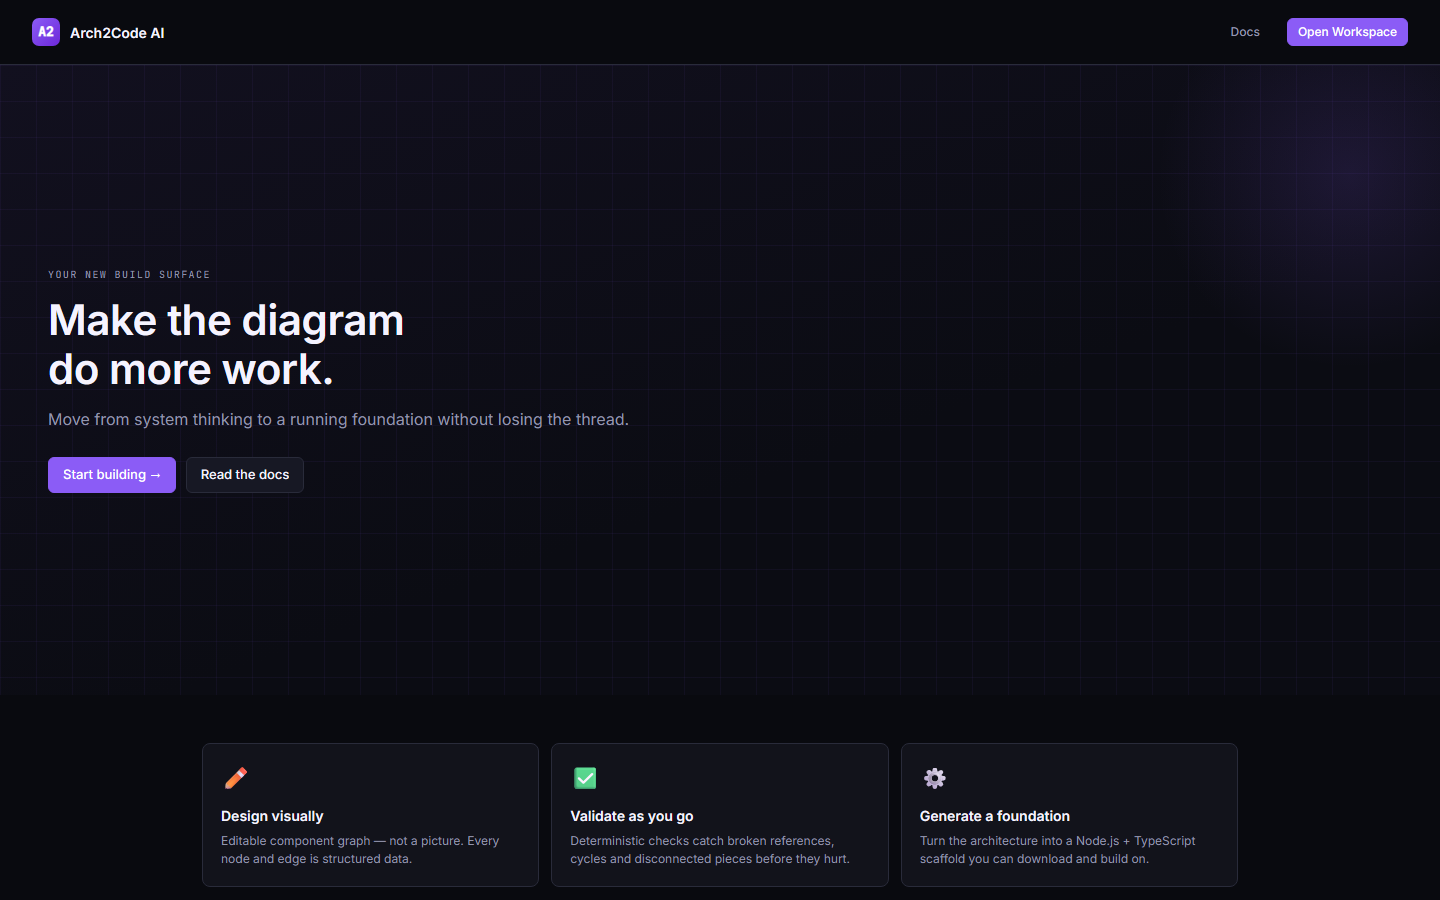 A2
Arch2Code AI
Docs
Open Workspace
YOUR NEW BUILD SURFACE
Make the diagram
do more work.
Move from system thinking to a running foundation without losing the thread.
Start building →
Read the docs
Design visually
Editable component graph — not a picture. Every
node and edge is structured data.
Validate as you go
Deterministic checks catch broken references,
cycles and disconnected pieces before they hurt.
Generate a foundation
Turn the architecture into a Node.js + TypeScript
scaffold you can download and build on.